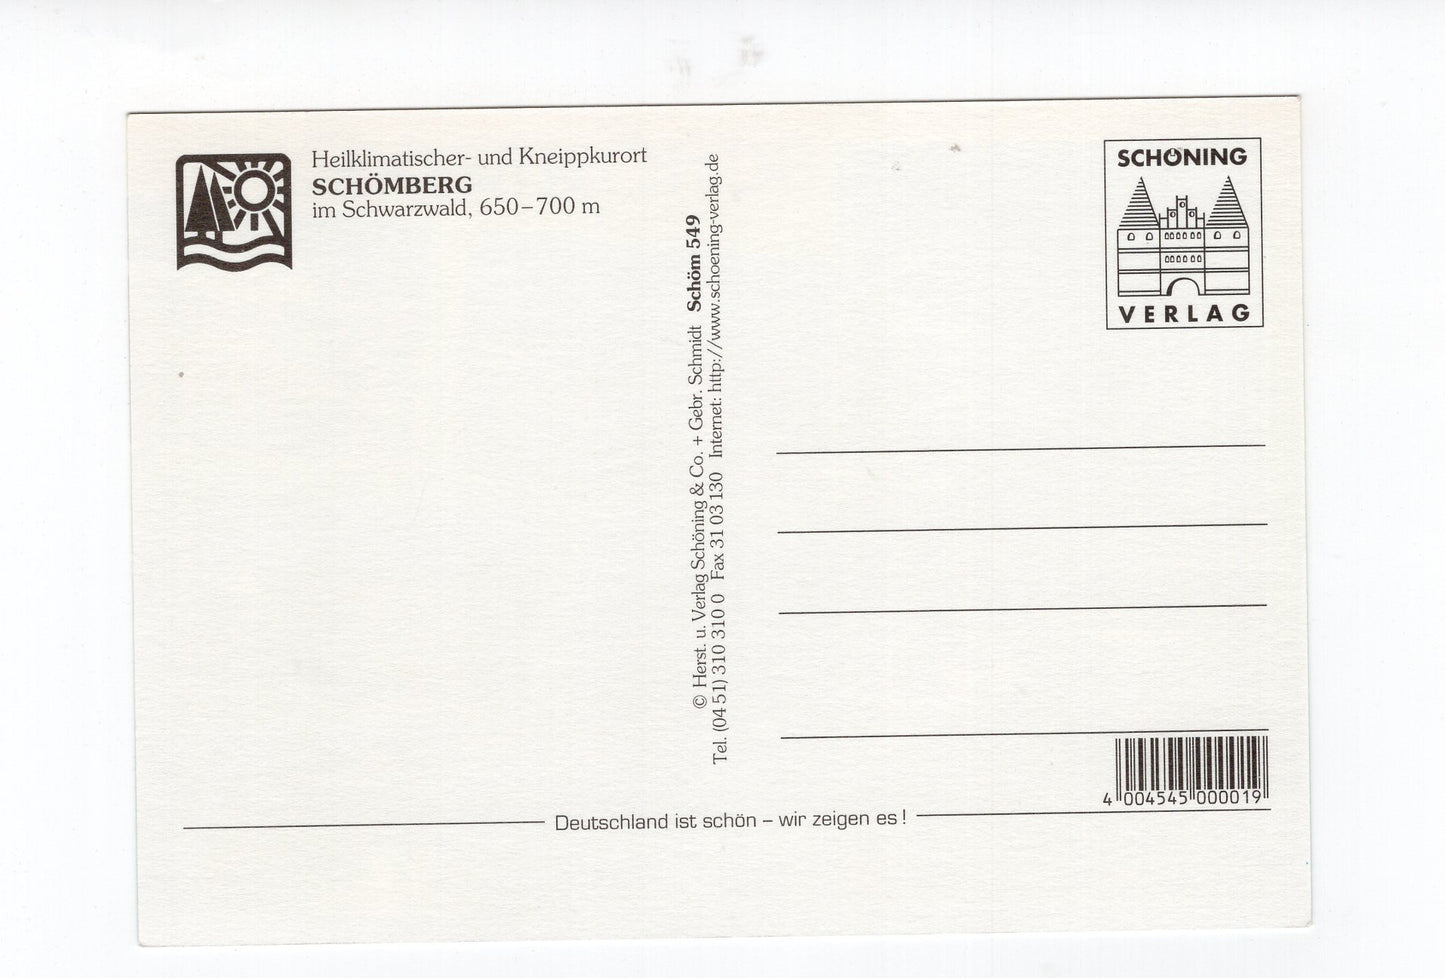 Heilklimatischer- und Kneippkurort
SCHÖMBERG
im Schwarzwald, 650–700 m
© Herst. u. Verlag Schöning & Co. + Gebr. Schmidt Schöm 549
Tel. (04 51) 310 310 0 Fax 31 03 130 Internet: http://www.schoening-verlag.de
SCHÖNING
VERLAG
4 004545 000019
Deutschland ist schön – wir zeigen es!